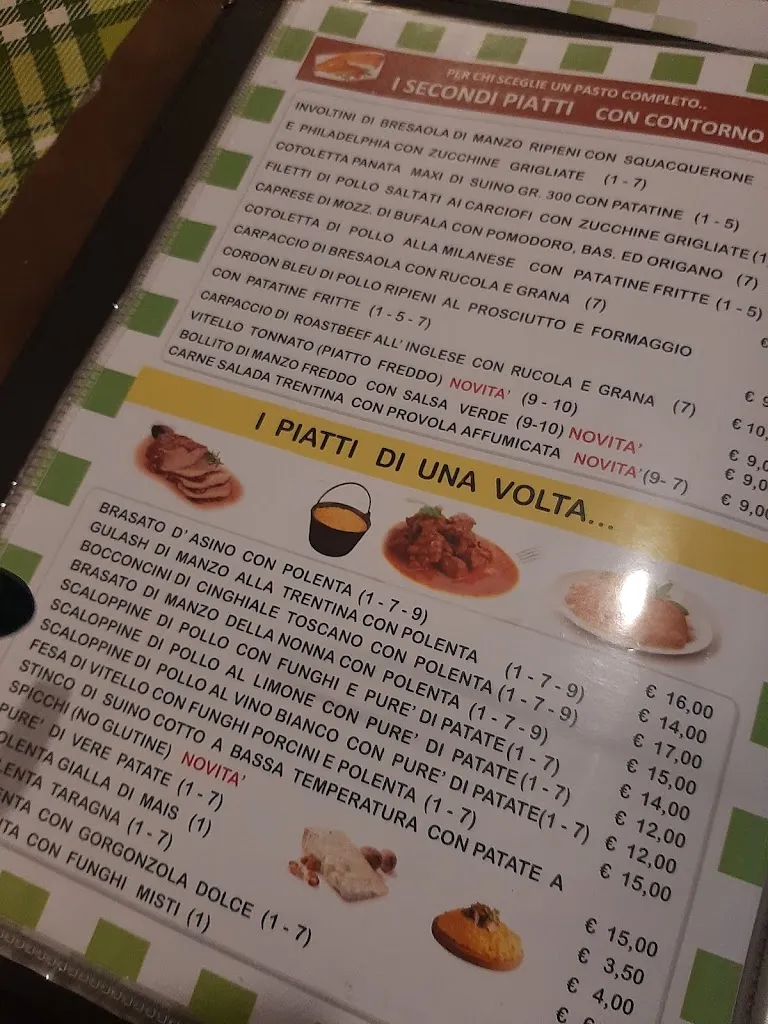 PER CHI SCEGLIE UN PASTO COMPLETO..
I SECONDI PIATTI CON CONTORNO
INVOLTINI DI BRESAOLA DI MANZO RIPIENI CON SQUACQUERONE
E PHILADELPHIA CON ZUCCHINE GRIGLIATE (1 - 7)
COTOLETTA PANATA MAXI DI SUINO GR. 300 CON PATATINE (1 - 5)
FILETTI DI POLLO SALTATI AI CARCIOFI CON ZUCCHINE GRIGLIATE (1
CAPRESE DI MOZZ. DI BUFALA CON POMODORO, BAS. ED ORIGANO (7)
COTOLETTA DI POLLO ALLA MILANESE CON PATATINE FRITTE (1 - 5)
CARPACCIO DI BRESAOLA CON RUCOLA E GRANA (7)
CORDON BLEU DI POLLO RIPIENI AL PROSCIUTTO E FORMAGGIO €
CON PATATINE FRITTE (1 - 5 - 7)
CARPACCIO DI ROASTBEEF ALL' INGLESE CON RUCOLA E GRANA (7) € 9
VITELLO TONNATO (PIATTO FREDDO) NOVITA' (9 - 10) € 10,
BOLLITO DI MANZO FREDDO CON SALSA VERDE (9-10) NOVITA' € 9,0
CARNE SALADA TRENTINA CON PROVOLA AFFUMICATA NOVITA' (9- 7) € 9,0
€ 9,00
I PIATTI DI UNA VOLTA...
BRASATO D' ASINO CON POLENTA (1 - 7 - 9) € 16,00
GULASH DI MANZO ALLA TRENTINA CON POLENTA (1 - 7 - 9) € 14,00
BOCCONCINI DI CINGHIALE TOSCANO CON POLENTA (1 - 7 - 9) € 17,00
BRASATO DI MANZO DELLA NONNA CON POLENTA (1 - 7 - 9) € 15,00
SCALOPPINE DI POLLO CON FUNGHI E PURE' DI PATATE (1 - 7) € 14,00
SCALOPPINE DI POLLO AL LIMONE CON PURE' DI PATATE (1 - 7) € 12,00
SCALOPPINE DI POLLO AL VINO BIANCO CON PURE' DI PATATE(1 - 7) € 12,00
FESA DI VITELLO CON FUNGHI PORCINI E POLENTA (1 - 7) € 15,00
STINCO DI SUINO COTTO A BASSA TEMPERATURA CON PATATE A
SPICCHI (NO GLUTINE) NOVITA' € 15,00
PURE' DI VERE PATATE (1 - 7) € 3,50
OLENTA GIALLA DI MAIS (1) € 4,00
LENTA TARAGNA (1 - 7) €
ENTA CON GORGONZOLA DOLCE (1 - 7)
TA CON FUNGHI MISTI (1)